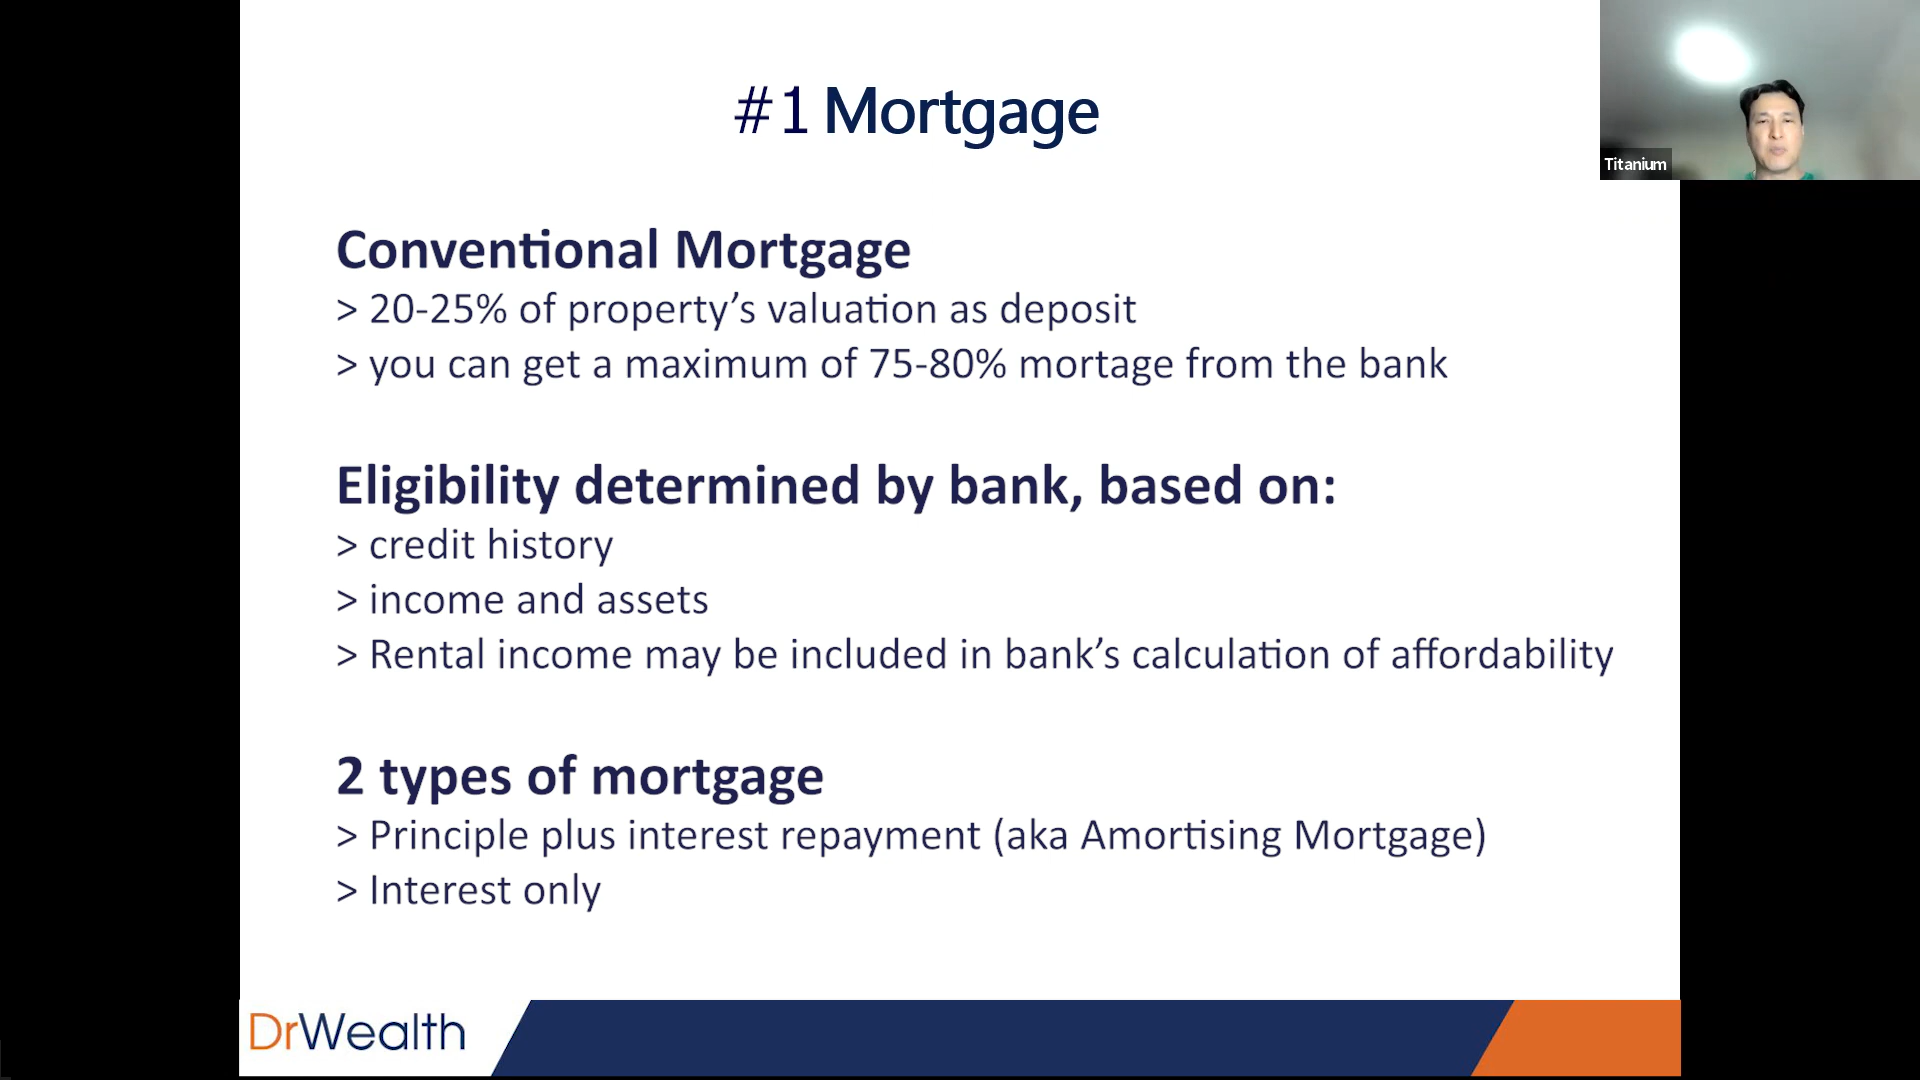 #1 Mortgage
Titanium
Conventional Mortgage
> 20-25% of property’s valuation as deposit
> you can get a maximum of 75-80% mortage from the bank
Eligibility determined by bank, based on:
> credit history
> income and assets
> Rental income may be included in bank’s calculation of affordability
2 types of mortgage
> Principle plus interest repayment (aka Amortising Mortgage)
> Interest only
DrWealth